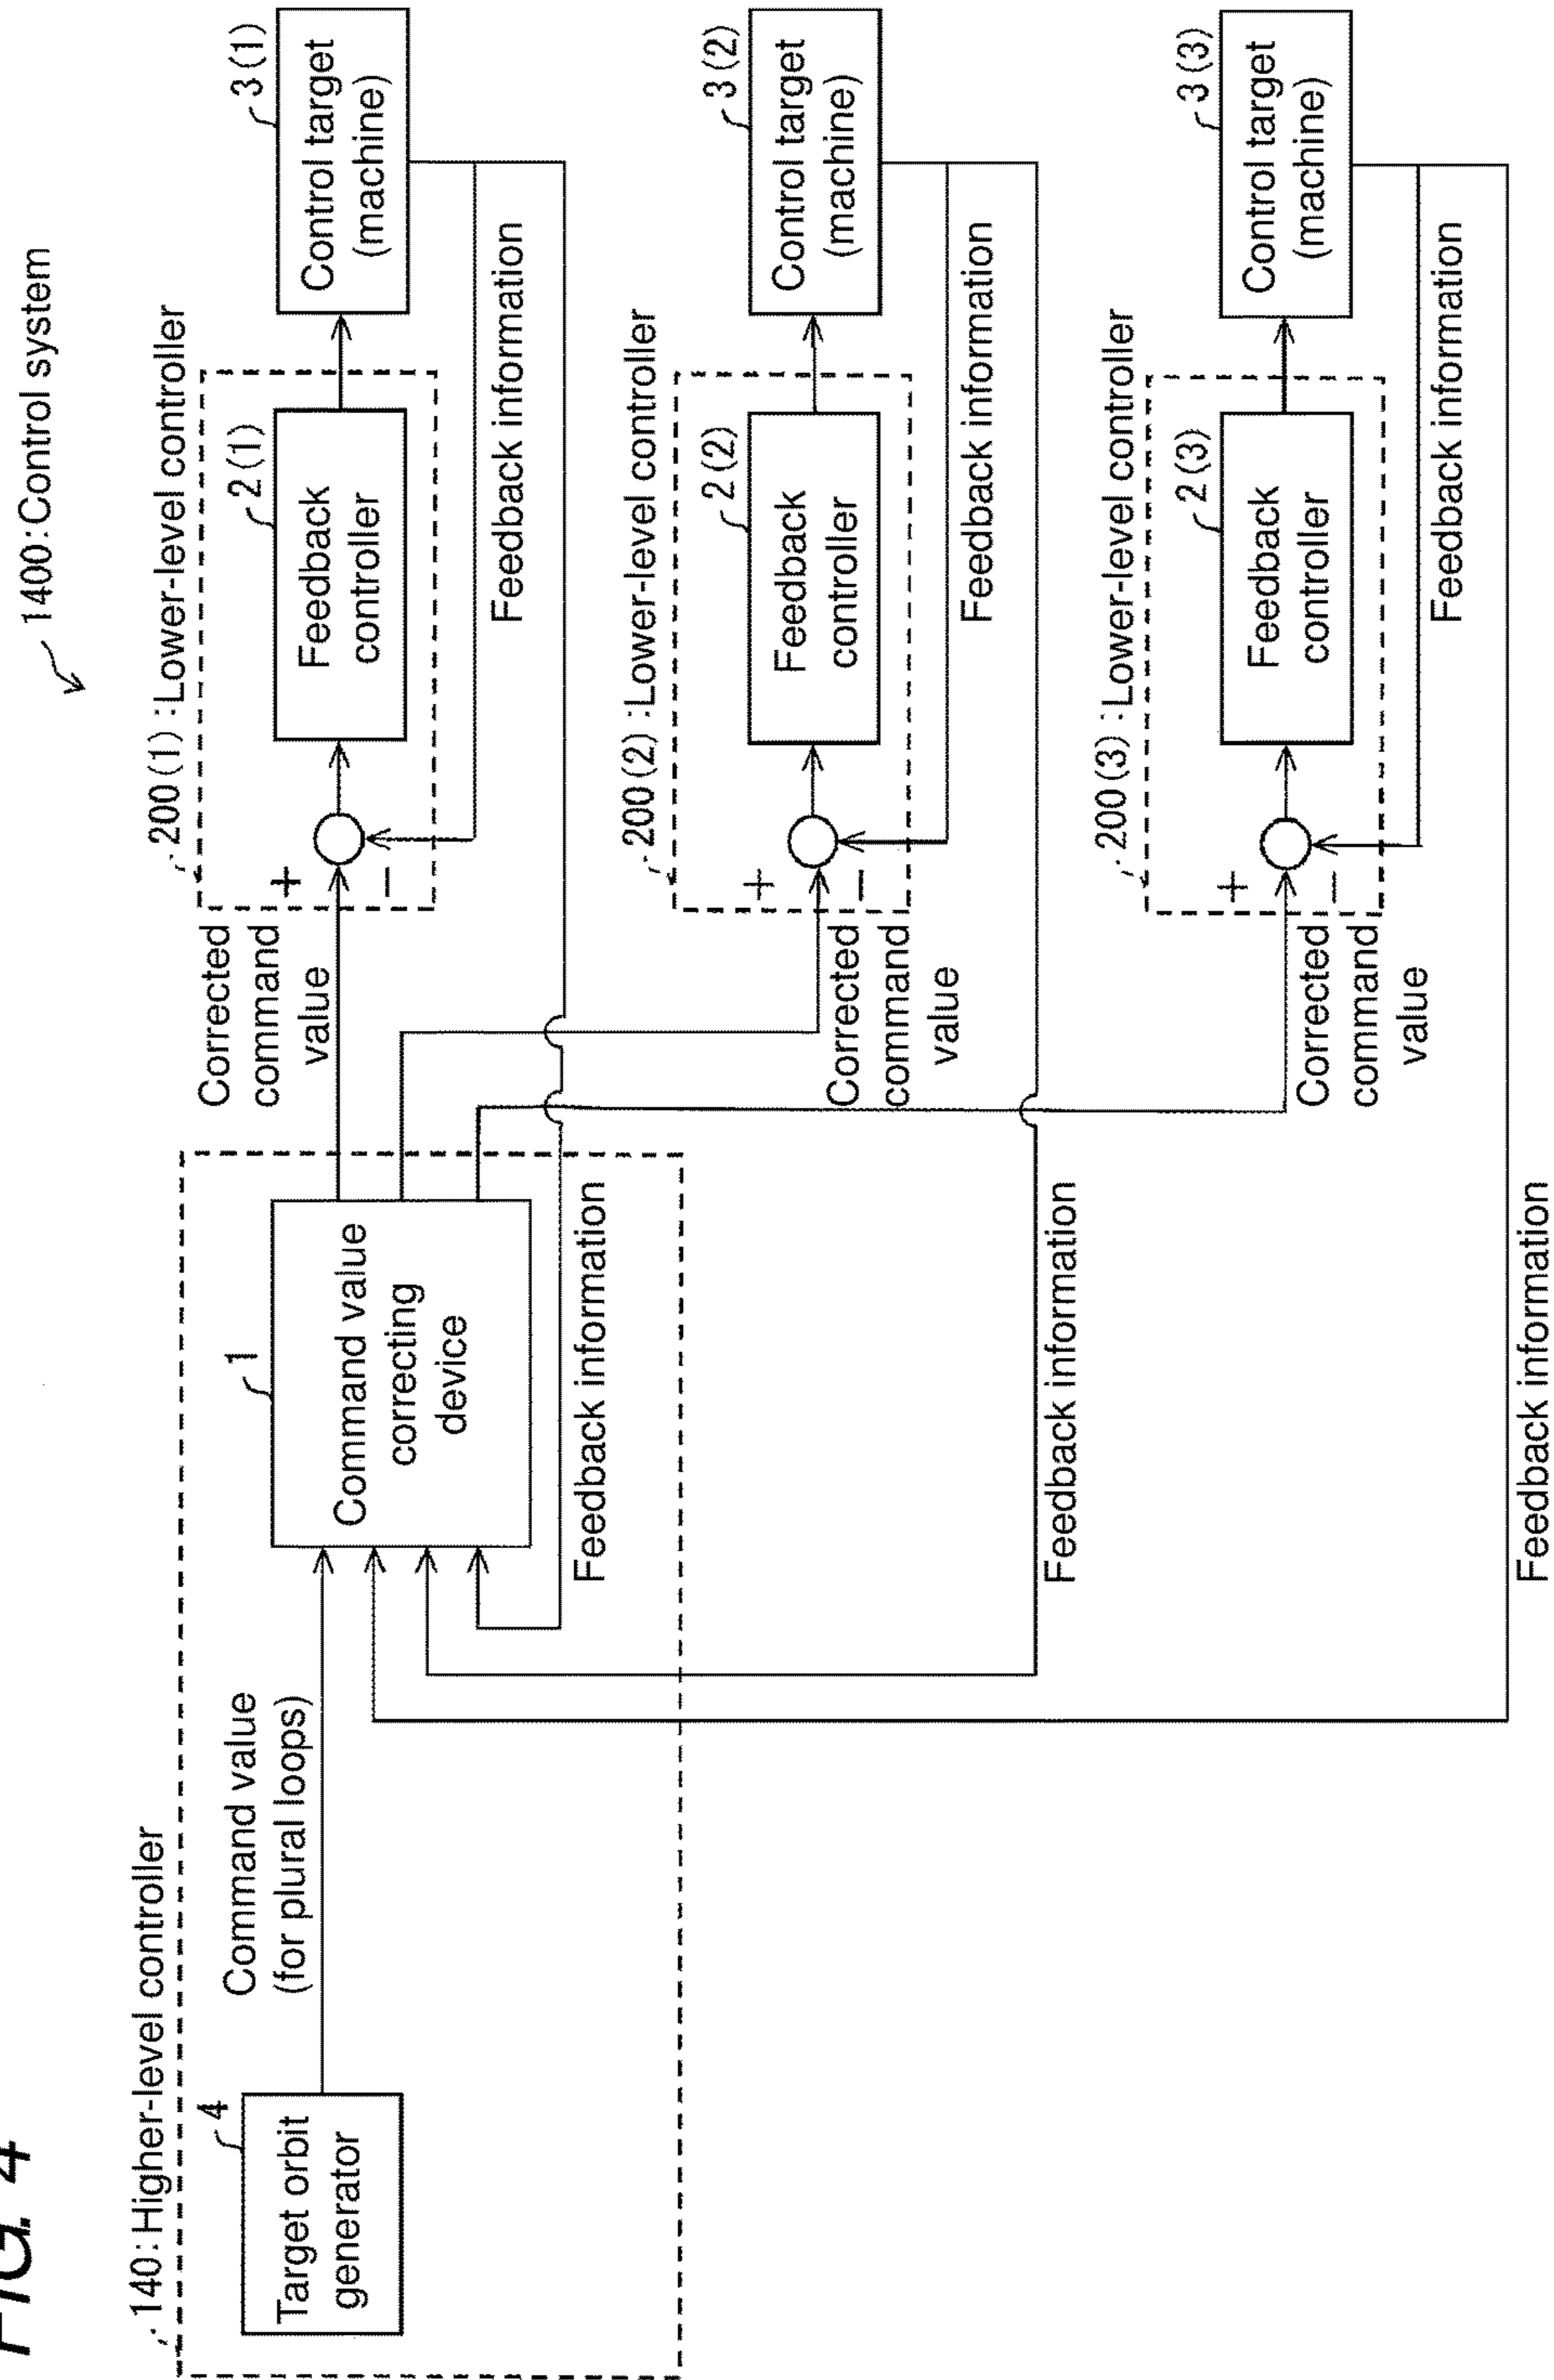 FIG. 4
1400:Control system
140:Higher-level controller
4
Target orbit
generator
Command value
(for plural loops)
1
Command value
correcting
device
Feedback information
Feedback information
Feedback information
Corrected
command
value
200(1):Lower-level controller
+
−
2(1)
Feedback
controller
3(1)
Control target
(machine)
Feedback information
Corrected
command
value
200(2):Lower-level controller
+
−
2(2)
Feedback
controller
3(2)
Control target
(machine)
Feedback information
Corrected
command
value
200(3):Lower-level controller
+
−
2(3)
Feedback
controller
3(3)
Control target
(machine)
Feedback information